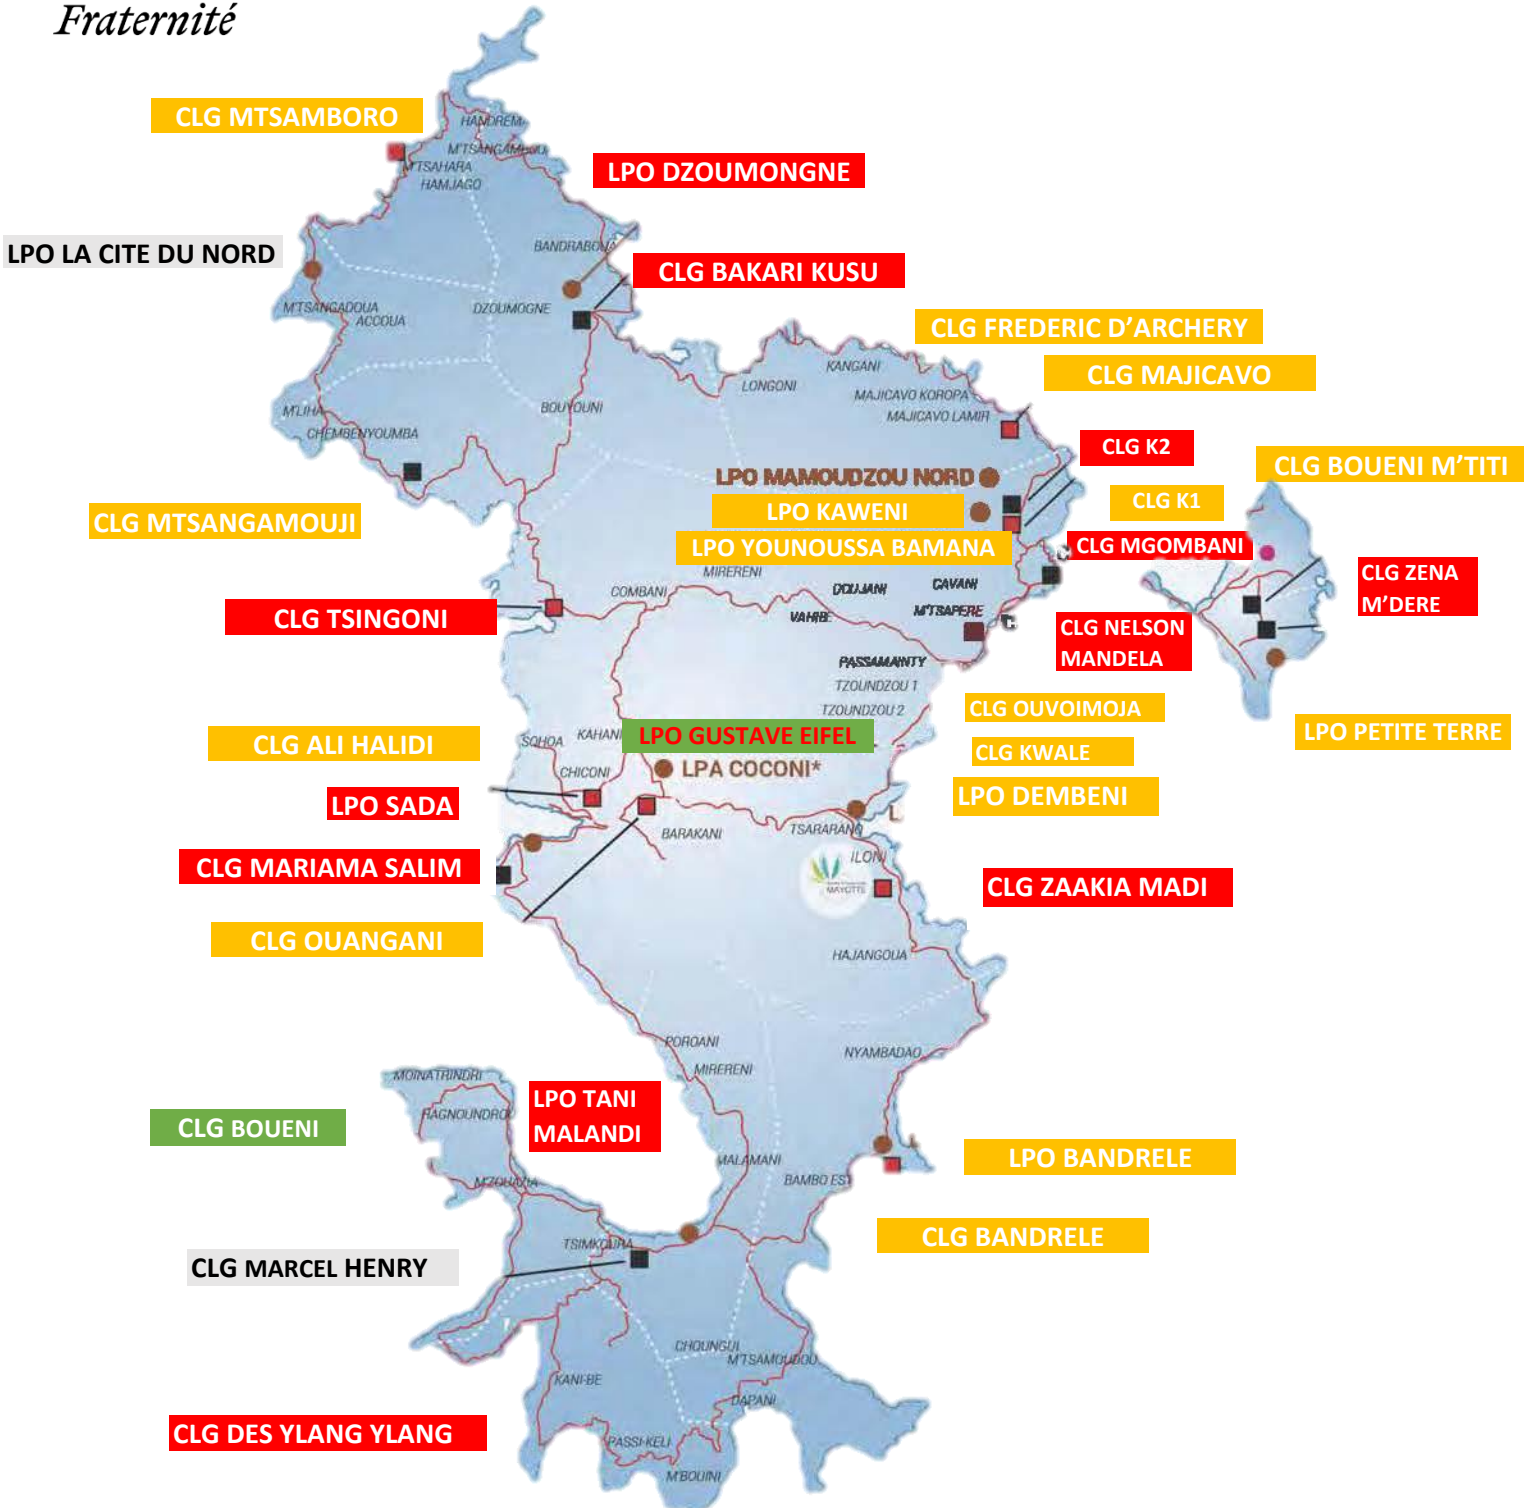 Fraternité
CLG MTSAMBORO
HANDREMA
M'TSANGAMBOU
M'TSAHARA
HAMJAGO
LPO DZOUMONGNE
LPO LA CITE DU NORD
BANDRABOUA
CLG BAKARI KUSU
M'TSANGADOUA
ACCOUA
DZOUMOGNE
CLG FREDERIC D'ARCHERY
KANGANI
LONGONI
CLG MAJICAVO
MAJICAVO KOROPA
MAJICAVO LAMIR
M'LIHA
BOUYOUNI
CHEMBENYOUMBA
CLG K2
CLG BOUENI M'TITI
LPO MAMOUDZOU NORD
CLG K1
LPO KAWENI
CLG MTSANGAMOUJI
LPO YOUNOUSSA BAMANA
CLG MGOMBANI
MIRERENI
CLG ZENA
M'DERE
COMBANI
DOUJANI
CAVANI
CLG TSINGONI
VAHIBE
M'TSAPERE
CLG NELSON
MANDELA
PASSAMAINTY
TZOUNDZOU 1
TZOUNDZOU 2
CLG OUVOIMOJA
CLG ALI HALIDI
SOHOA
KAHANI
LPO GUSTAVE EIFEL
LPO PETITE TERRE
CLG KWALE
CHICONI
LPA COCONI*
LPO SADA
LPO DEMBENI
BARAKANI
TSARARANO
CLG MARIAMA SALIM
ILONI
MAYOTTE
CLG ZAAKIA MADI
CLG OUANGANI
HAJANGOUA
POROANI
NYAMBADAO
MIRERENI
MOINATRINDRI
HAGNOUNDROU
LPO TANI
MALANDI
CLG BOUENI
MALAMANI
LPO BANDRELE
M'ZOUAZIA
BAMBO EST
CLG BANDRELE
TSIMKOURA
CLG MARCEL HENRY
CHOUNGUI
M'TSAMOUDOU
KANI-BE
DAPANI
CLG DES YLANG YLANG
PASSI-KELI
M'BOUINI